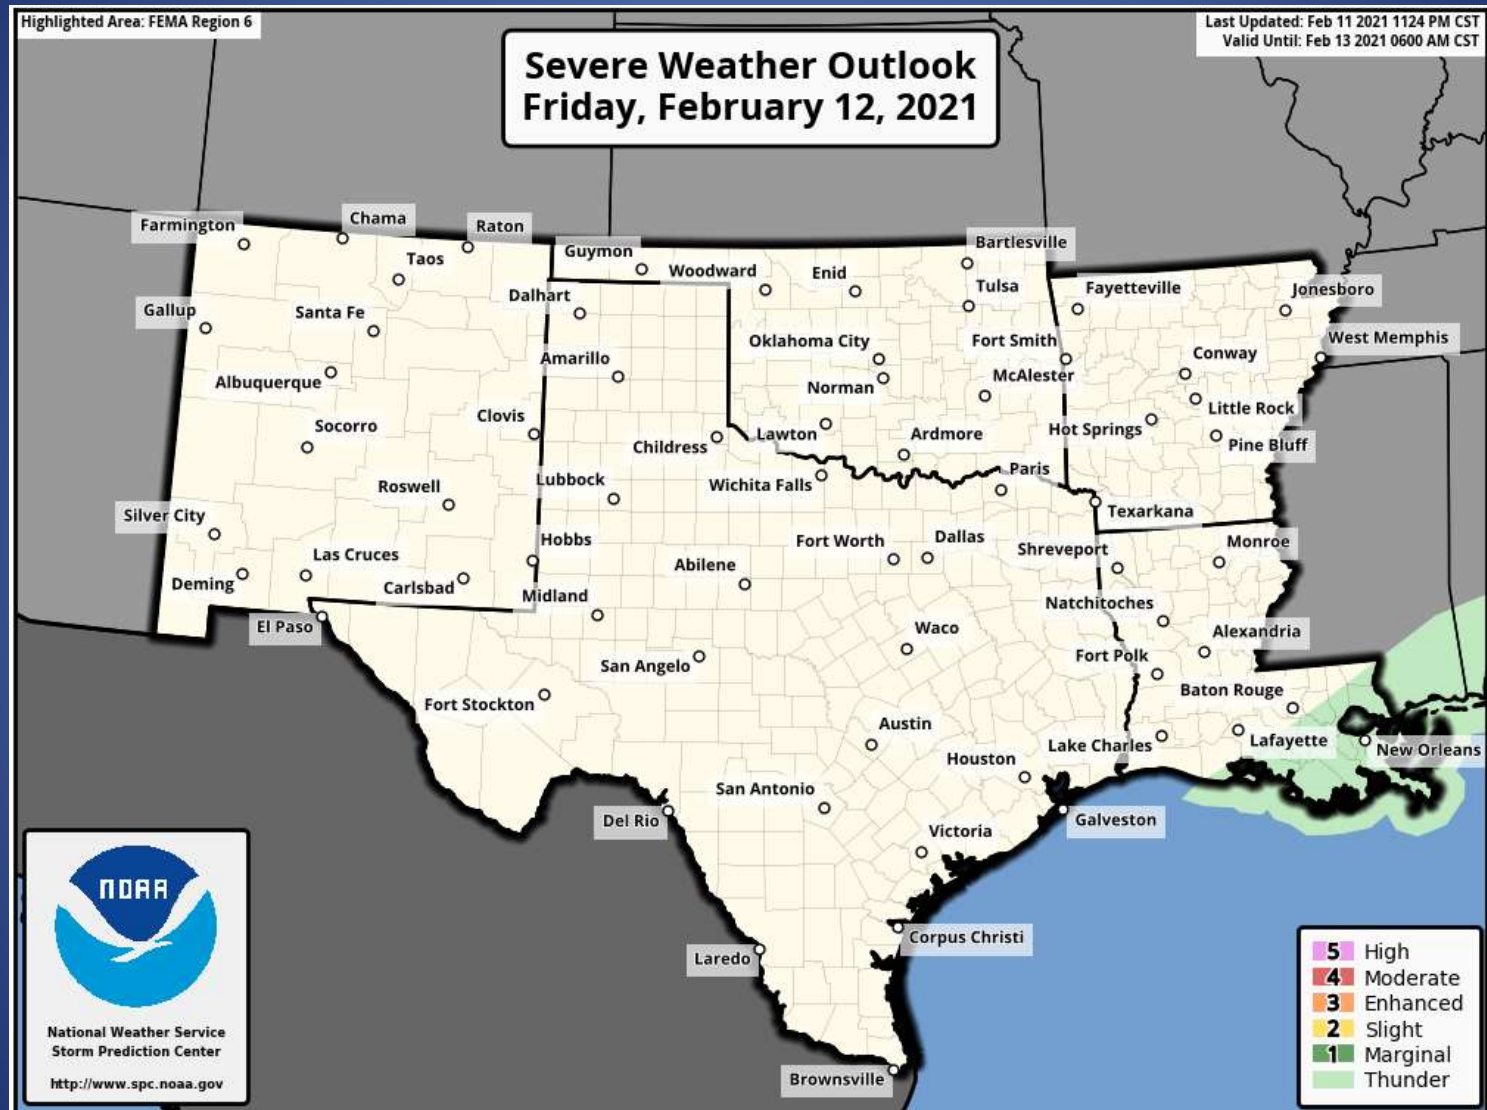 Highlighted Area: FEMA Region 6
Last Updated: Feb 11 2021 1124 PM CST
Valid Until: Feb 13 2021 0600 AM CST
Severe Weather Outlook
Friday, February 12, 2021
Farmington
Chama
Raton
Taos
Guymon
Woodward
Enid
Bartlesville
Tulsa
Fayetteville
Jonesboro
Gallup
Santa Fe
Dalhart
Oklahoma City
Fort Smith
West Memphis
Albuquerque
Amarillo
Norman
McAlester
Conway
Little Rock
Socorro
Clovis
Childress
Lawton
Ardmore
Hot Springs
Pine Bluff
Roswell
Lubbock
Wichita Falls
Paris
Texarkana
Silver City
Las Cruces
Hobbs
Fort Worth
Dallas
Shreveport
Monroe
Deming
Carlsbad
Midland
Abilene
Natchitoches
El Paso
Waco
Alexandria
San Angelo
Fort Polk
Fort Stockton
Baton Rouge
Austin
Houston
Lake Charles
Lafayette
New Orleans
San Antonio
Del Rio
Victoria
Galveston
Corpus Christi
Laredo
Brownsville
NOAA
National Weather Service
Storm Prediction Center
http://www.spc.noaa.gov
5 High
4 Moderate
3 Enhanced
2 Slight
1 Marginal
Thunder